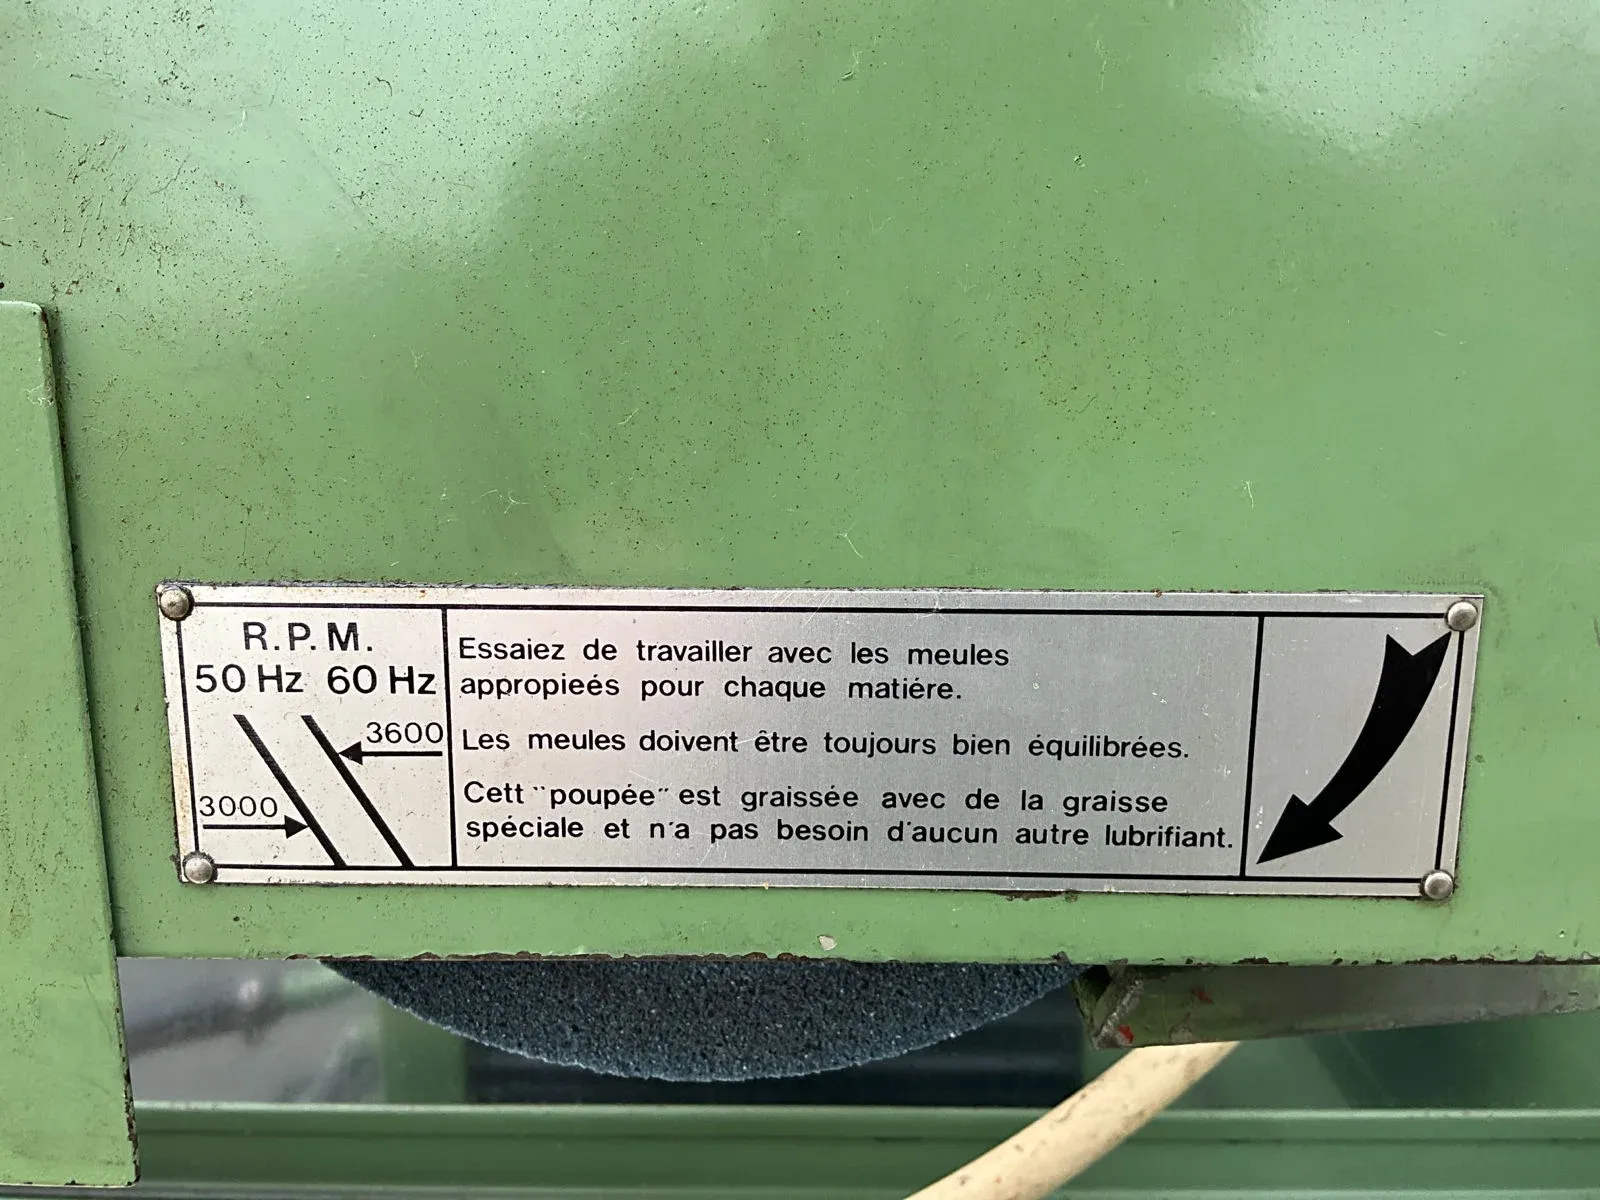 R.P.M.
50 Hz 60 Hz
3600
3000
Essaiez de travailler avec les meules
appropieés pour chaque matiére.
Les meules doivent être toujours bien équilibrées.
Cett "poupée" est graissée avec de la graisse
spéciale et n'a pas besoin d'aucun autre lubrifiant.